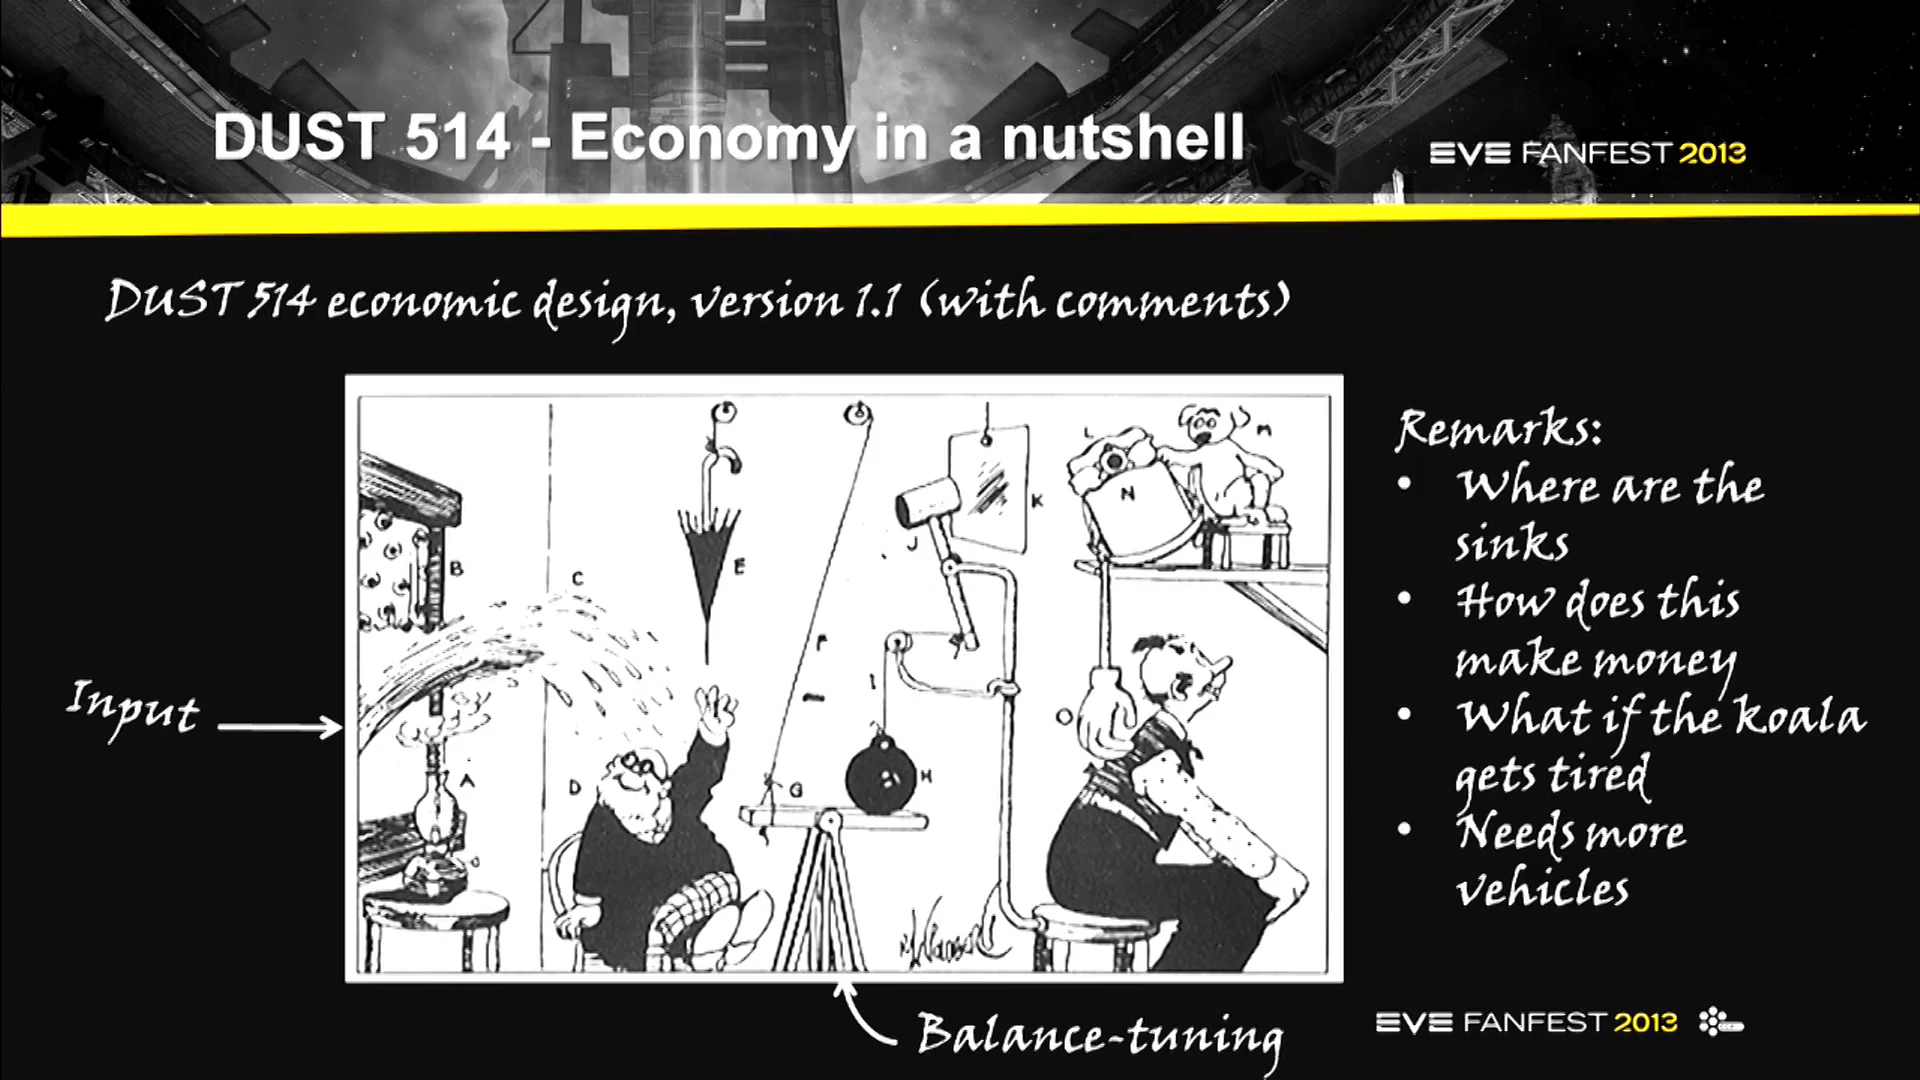 DUST 514 - Economy in a nutshell
EVE FANFEST 2013
DUST 514 economic design, version 1.1 (with comments)
Input
B
C
A
D
E
F
G
H
I
J
K
L
M
N
O
Remarks:
• Where are the
sinks
• How does this
make money
• What if the koala
gets tired
• Needs more
vehicles
Balance-tuning
EVE FANFEST 2013